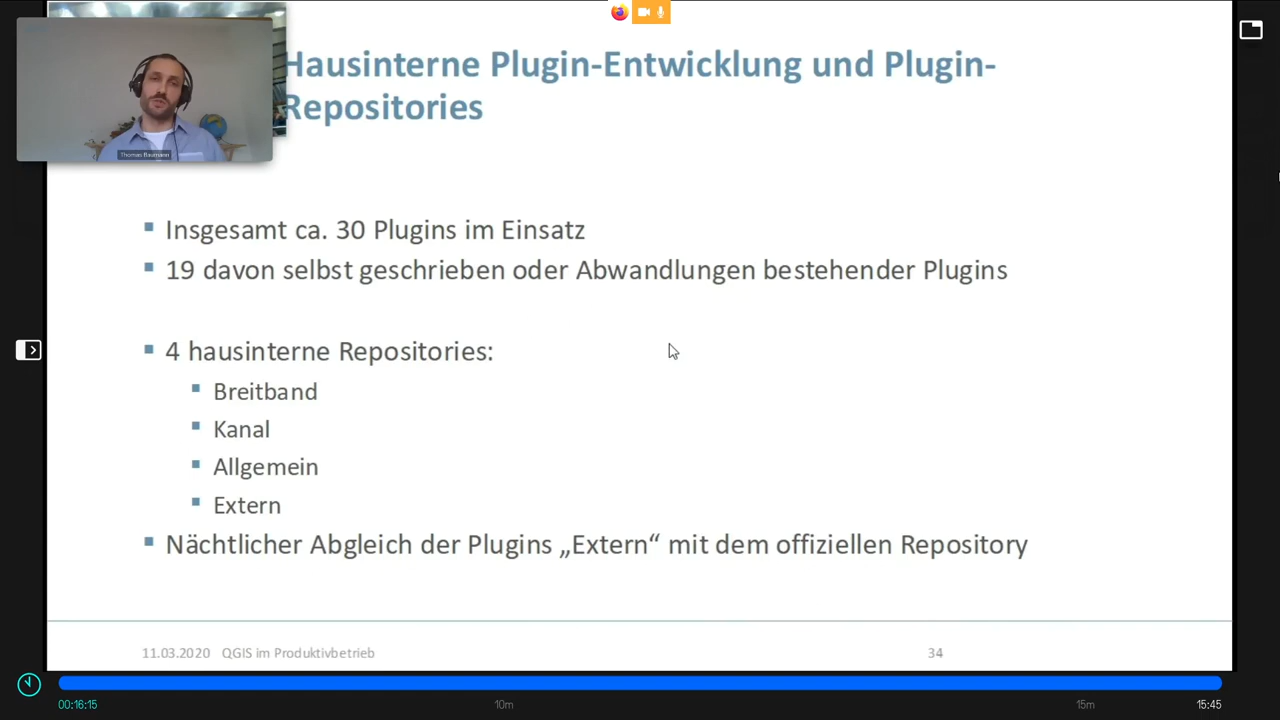 Hausinterne Plugin-Entwicklung und Plugin-
Repositories
Thomas Baumann
Insgesamt ca. 30 Plugins im Einsatz
19 davon selbst geschrieben oder Abwandlungen bestehender Plugins
4 hausinterne Repositories:
Breitband
Kanal
Allgemein
Extern
Nächtlicher Abgleich der Plugins „Extern“ mit dem offiziellen Repository
11.03.2020 QGIS im Produktivbetrieb 34
00:16:15 10m 15m 15:45